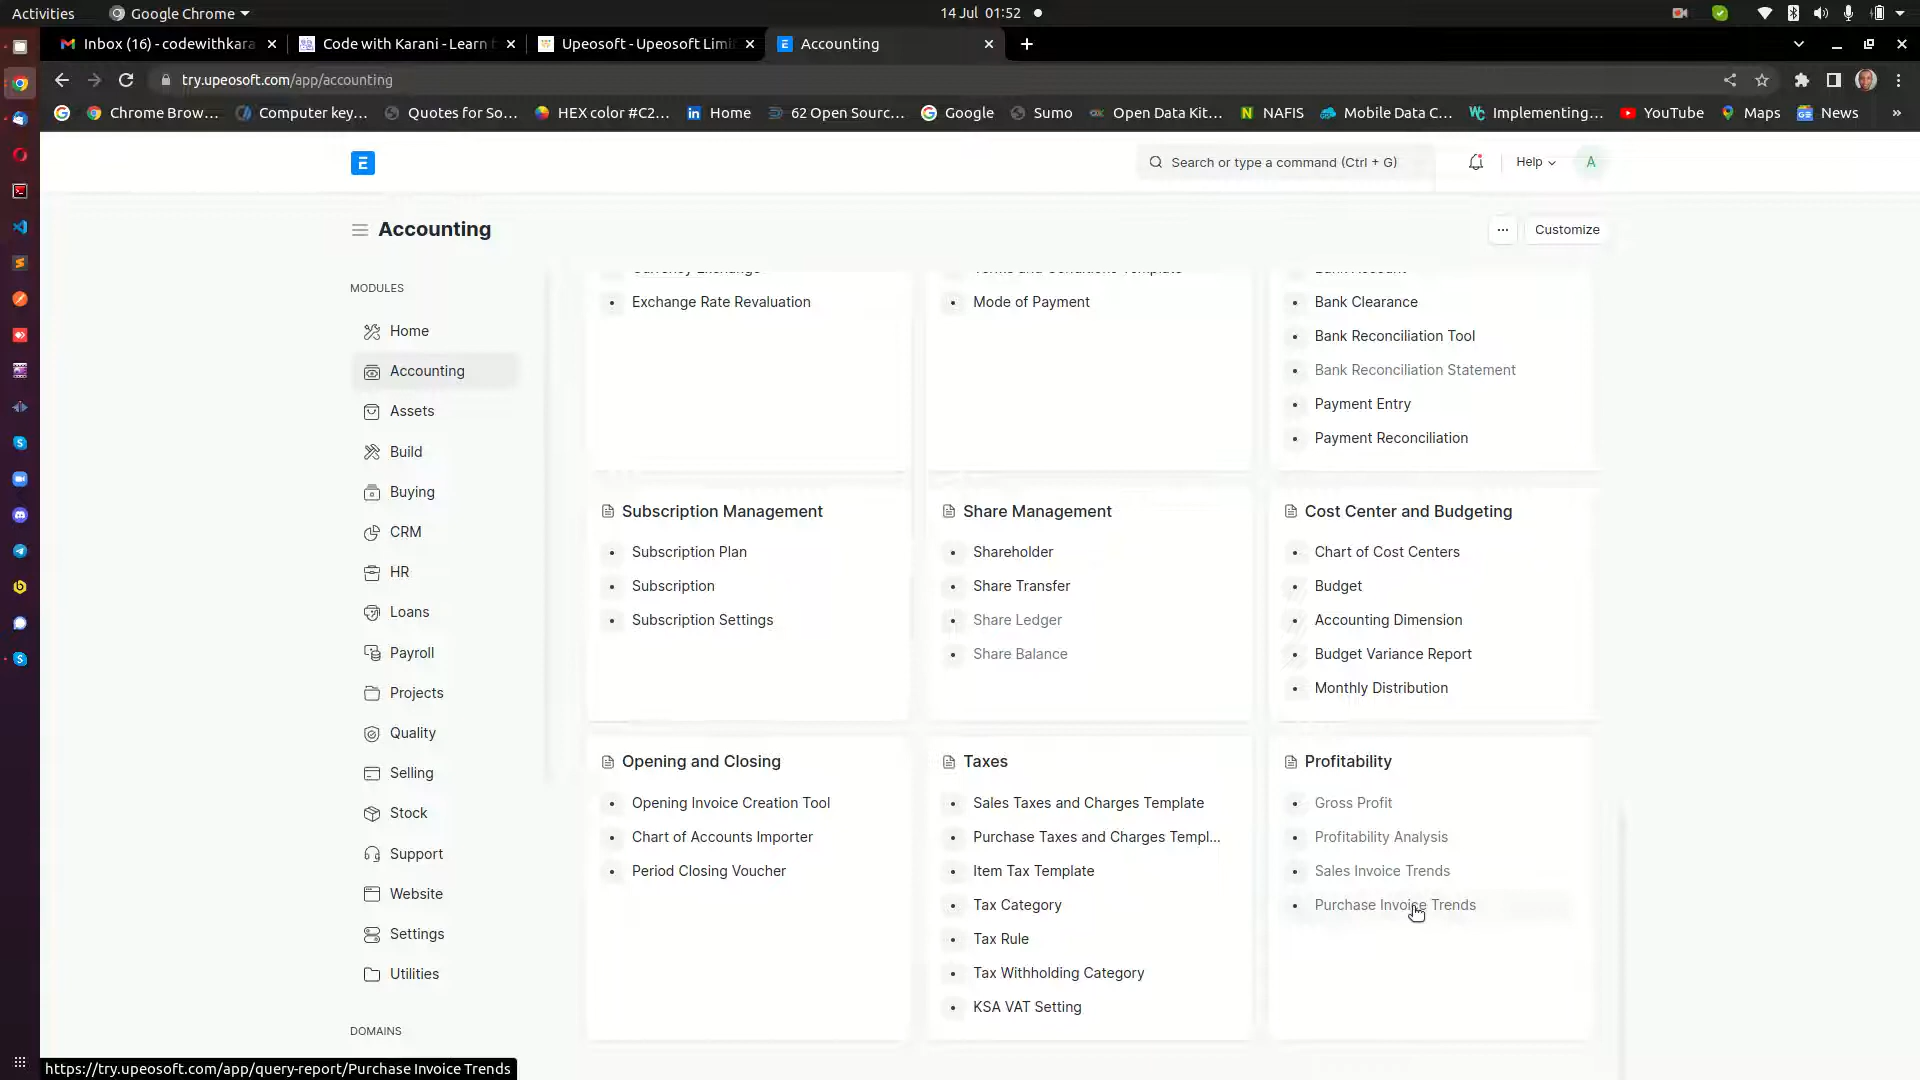 Activities
Google Chrome
14 Jul 01:52
Inbox (16) - codewithkara
Code with Karani - Learn
Upeosoft - Upeosoft Limi
Accounting
try.upeosoft.com/app/accounting
Chrome Brow...
Computer key...
Quotes for So...
HEX color #C2...
Home
62 Open Sourc...
Google
Sumo
Open Data Kit...
NAFIS
Mobile Data C...
Implementing...
YouTube
Maps
News
»
E
Search or type a command (Ctrl + G)
Help
A
Accounting
...
Customize
MODULES
Home
Accounting
Assets
Build
Buying
CRM
HR
Loans
Payroll
Projects
Quality
Selling
Stock
Support
Website
Settings
Utilities
DOMAINS
Currency Exchange
Exchange Rate Revaluation
Terms and Conditions Template
Mode of Payment
Bank Account
Bank Clearance
Bank Reconciliation Tool
Bank Reconciliation Statement
Payment Entry
Payment Reconciliation
Subscription Management
Subscription Plan
Subscription
Subscription Settings
Share Management
Shareholder
Share Transfer
Share Ledger
Share Balance
Cost Center and Budgeting
Chart of Cost Centers
Budget
Accounting Dimension
Budget Variance Report
Monthly Distribution
Opening and Closing
Opening Invoice Creation Tool
Chart of Accounts Importer
Period Closing Voucher
Taxes
Sales Taxes and Charges Template
Purchase Taxes and Charges Templ...
Item Tax Template
Tax Category
Tax Rule
Tax Withholding Category
KSA VAT Setting
Profitability
Gross Profit
Profitability Analysis
Sales Invoice Trends
Purchase Invoice Trends
https://try.upeosoft.com/app/query-report/Purchase Invoice Trends